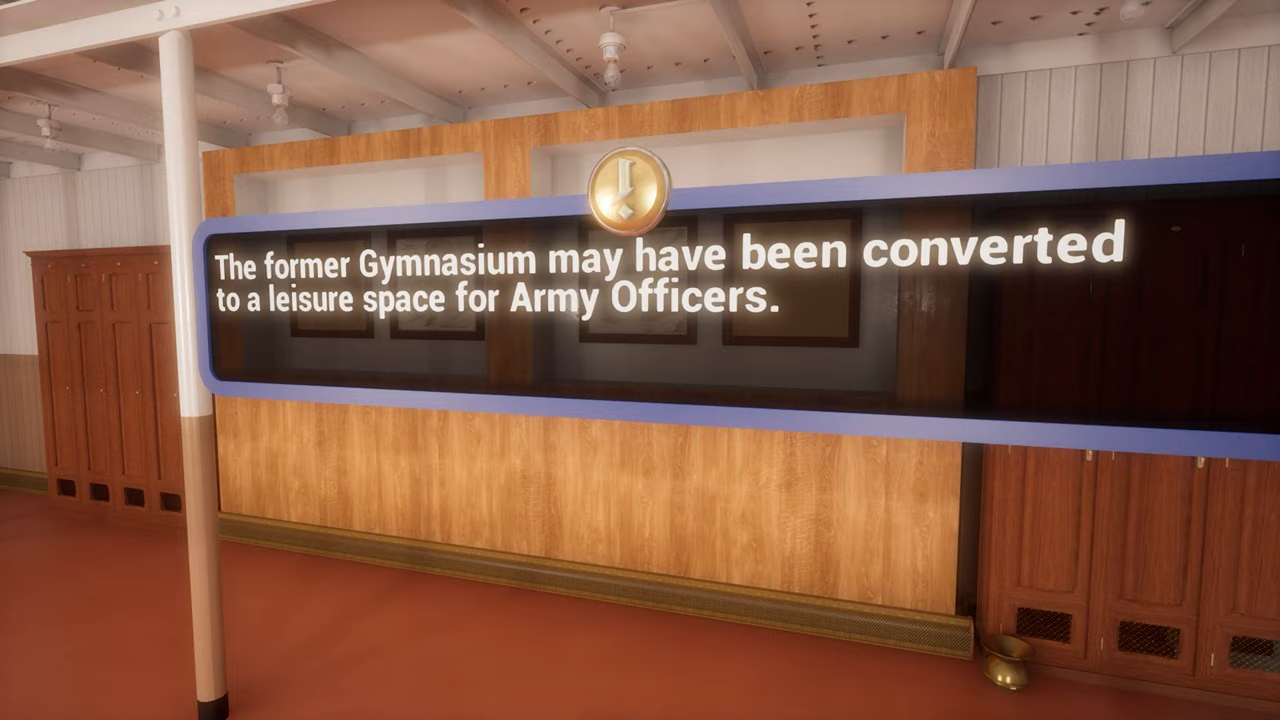 The former Gymnasium may have been converted
to a leisure space for Army Officers.